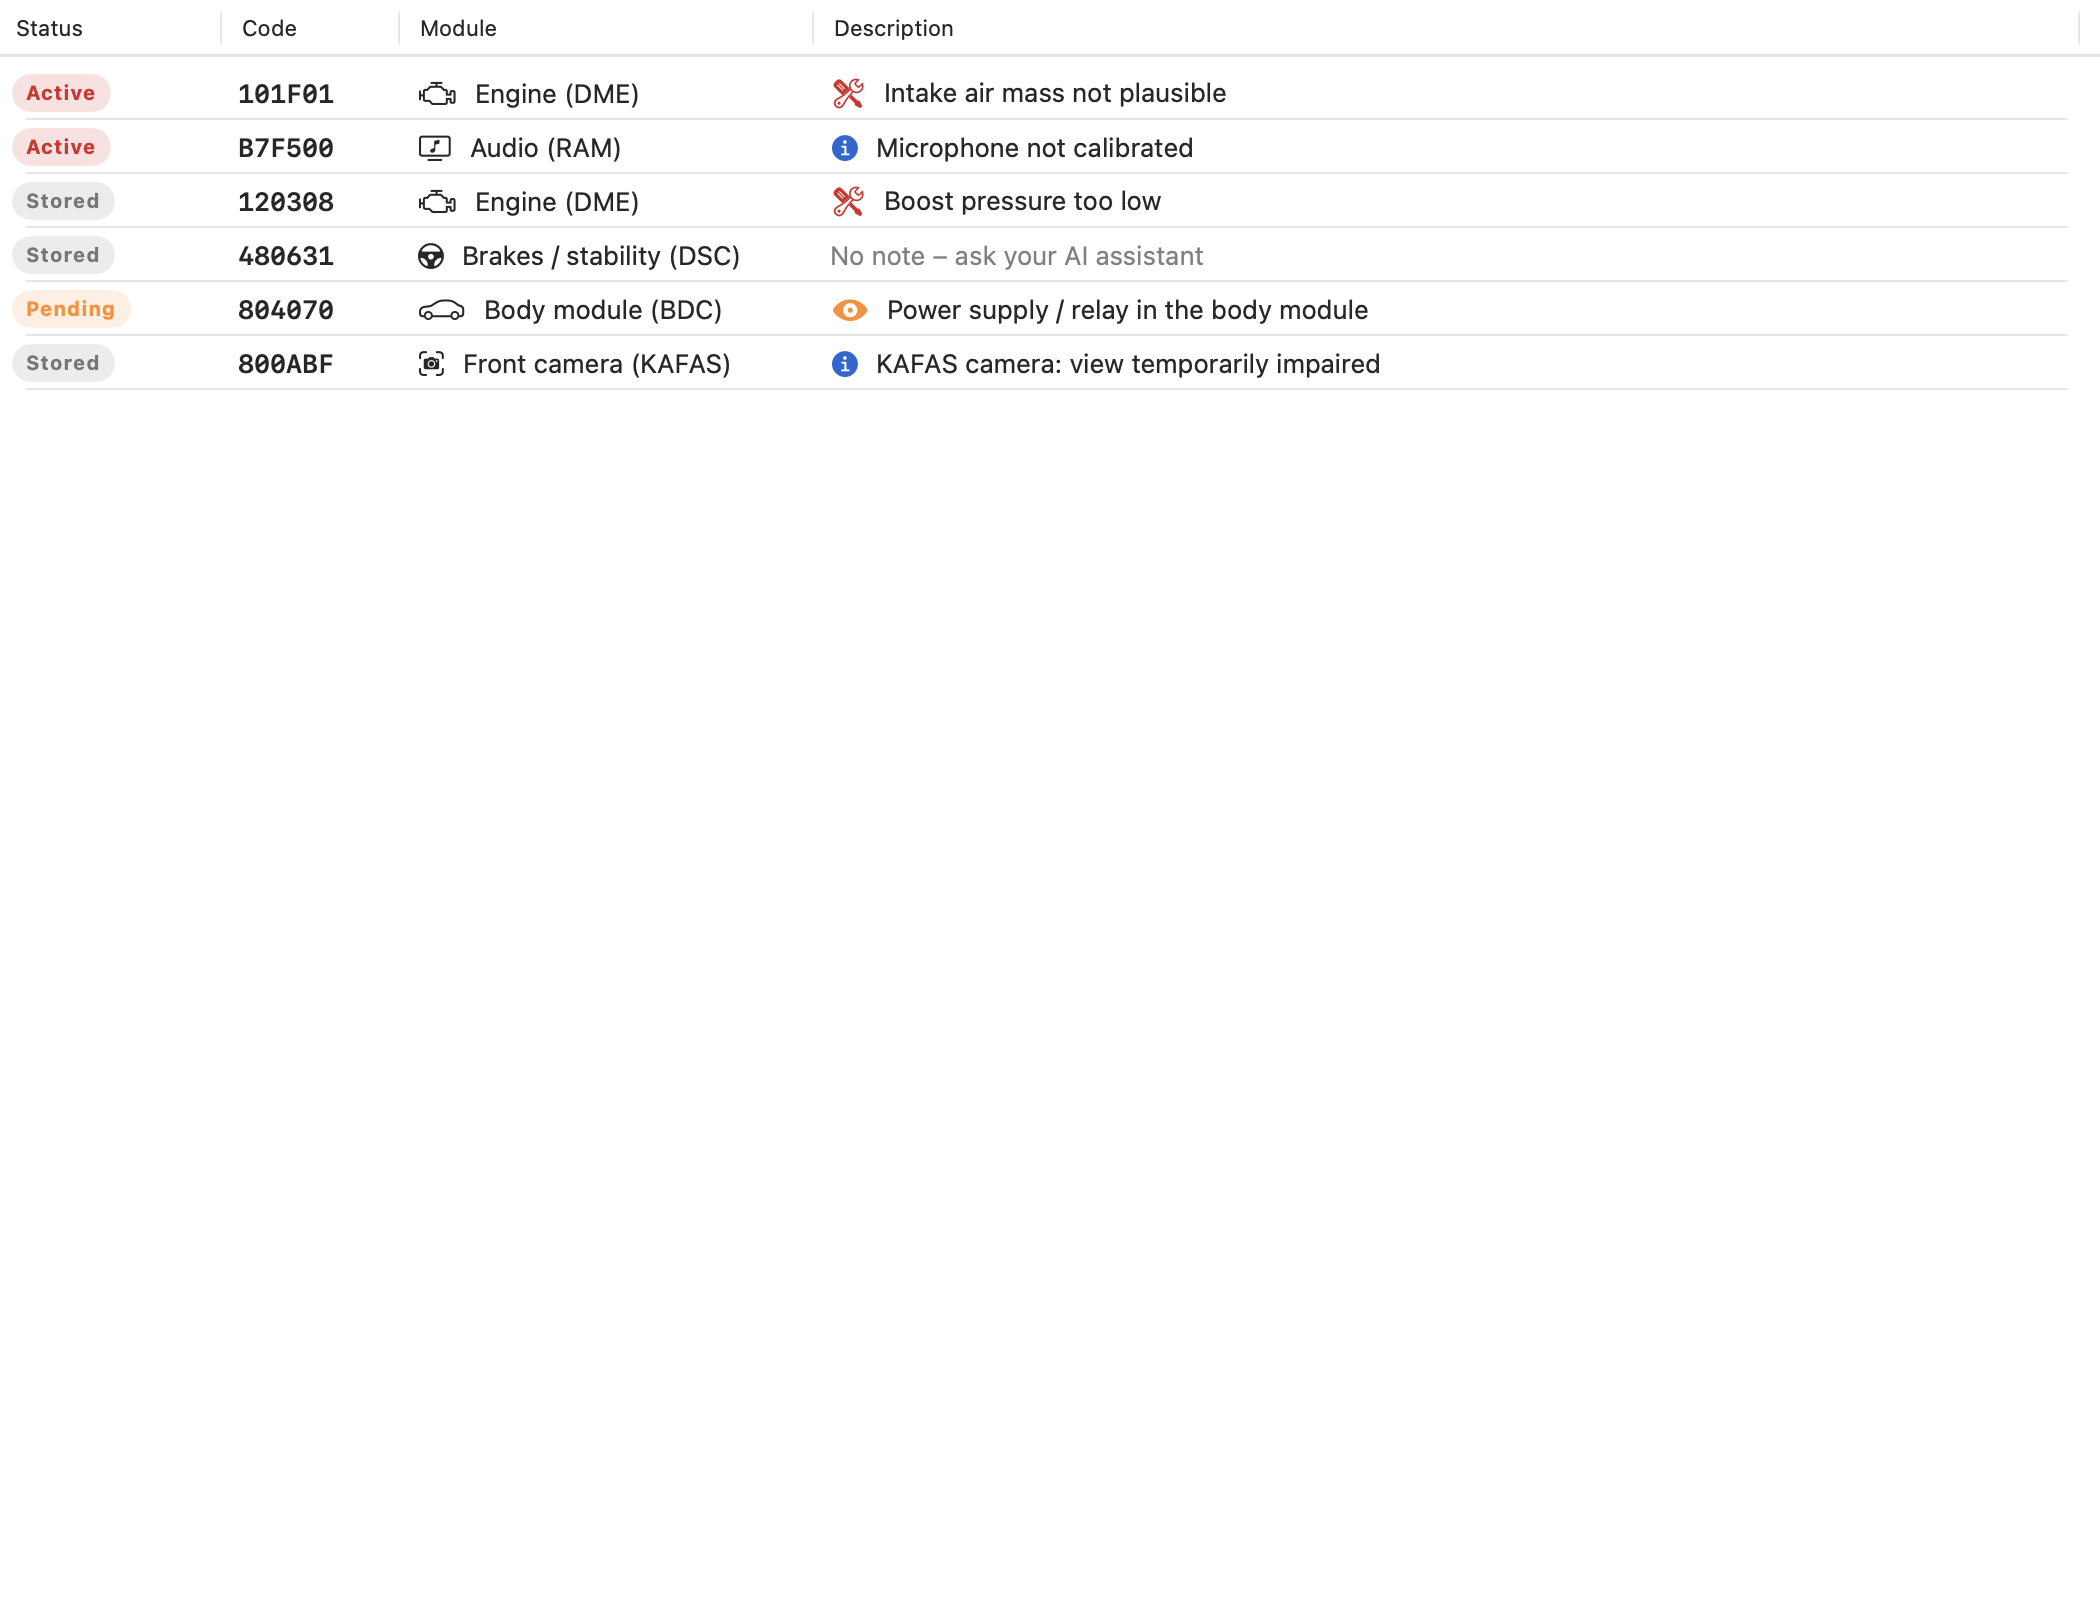 Status Code Module Description
Active 101F01 Engine (DME) Intake air mass not plausible
Active B7F500 Audio (RAM) Microphone not calibrated
Stored 120308 Engine (DME) Boost pressure too low
Stored 480631 Brakes / stability (DSC) No note – ask your AI assistant
Pending 804070 Body module (BDC) Power supply / relay in the body module
Stored 800ABF Front camera (KAFAS) KAFAS camera: view temporarily impaired